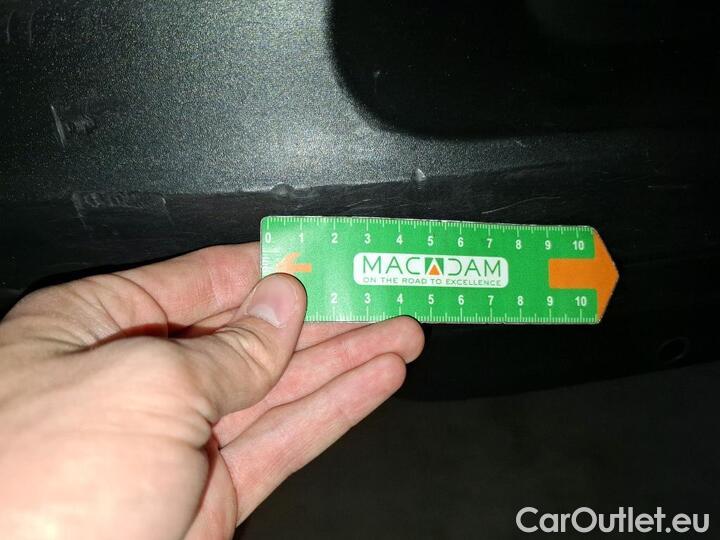 0 1 2 3 4 5 6 7 8 9 10
MACADAM
ON THE ROAD TO EXCELLENCE
2 3 4 5 6 7 8 9 10
CarOutlet.eu